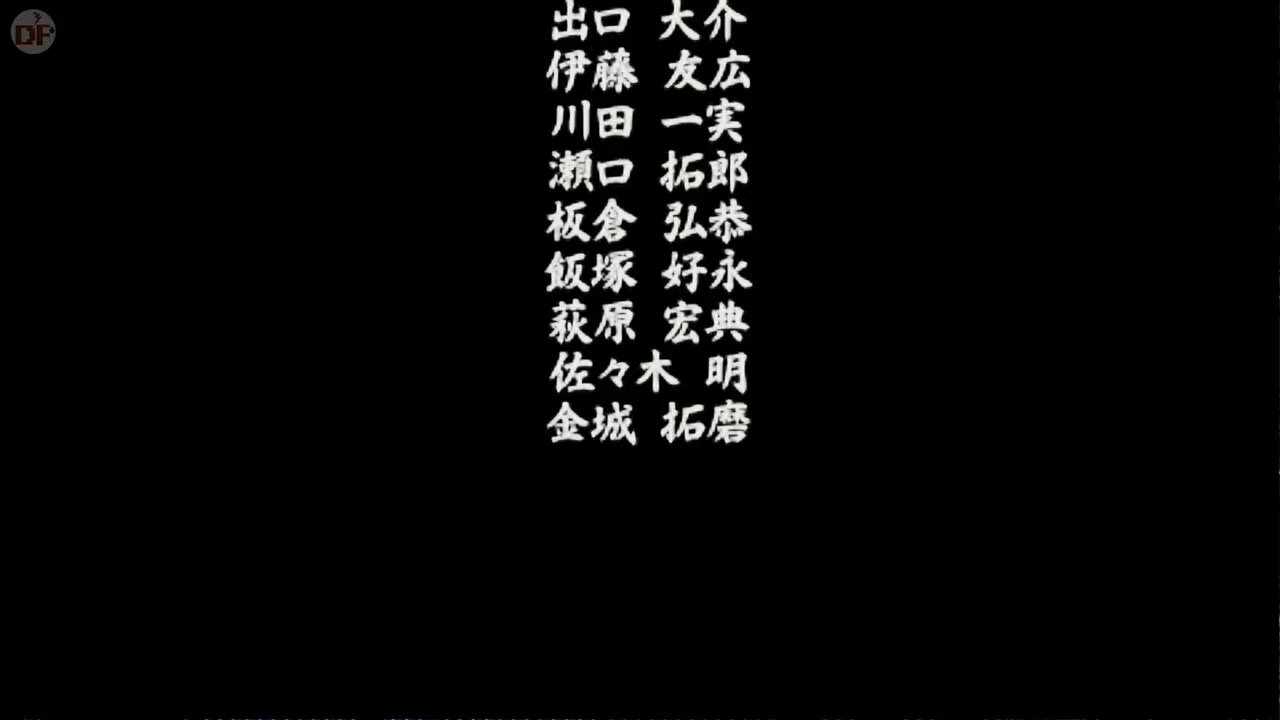 DF
出口 大介
伊藤 友広
川田 一実
瀬口 拓郎
板倉 弘恭
飯塚 好永
萩原 宏典
佐々木 明
金城 拓磨